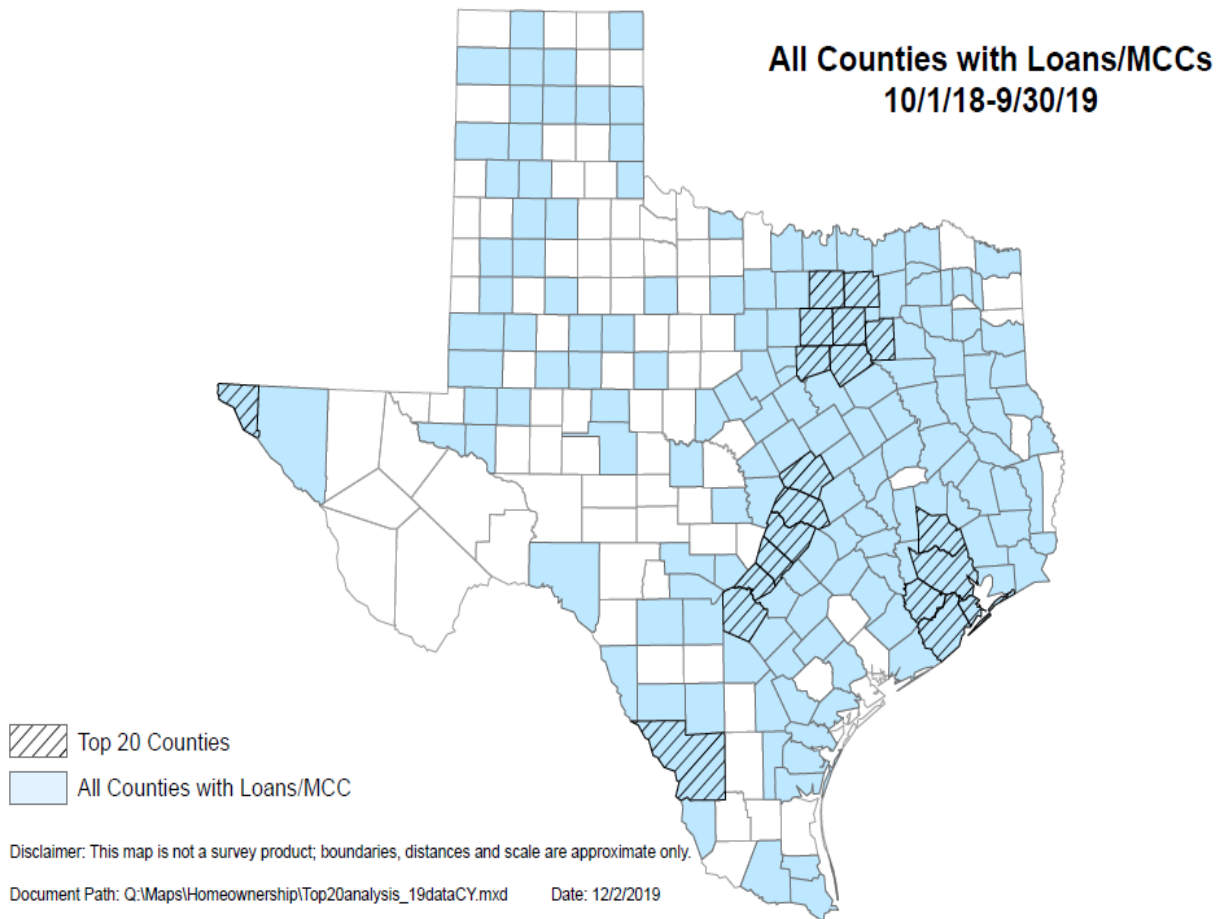 All Counties with Loans/MCCs
10/1/18-9/30/19
Top 20 Counties
All Counties with Loans/MCC
Disclaimer: This map is not a survey product; boundaries, distances and scale are approximate only.
Document Path: Q:\Maps\Homeownership\Top20analysis_19dataCY.mxd Date: 12/2/2019